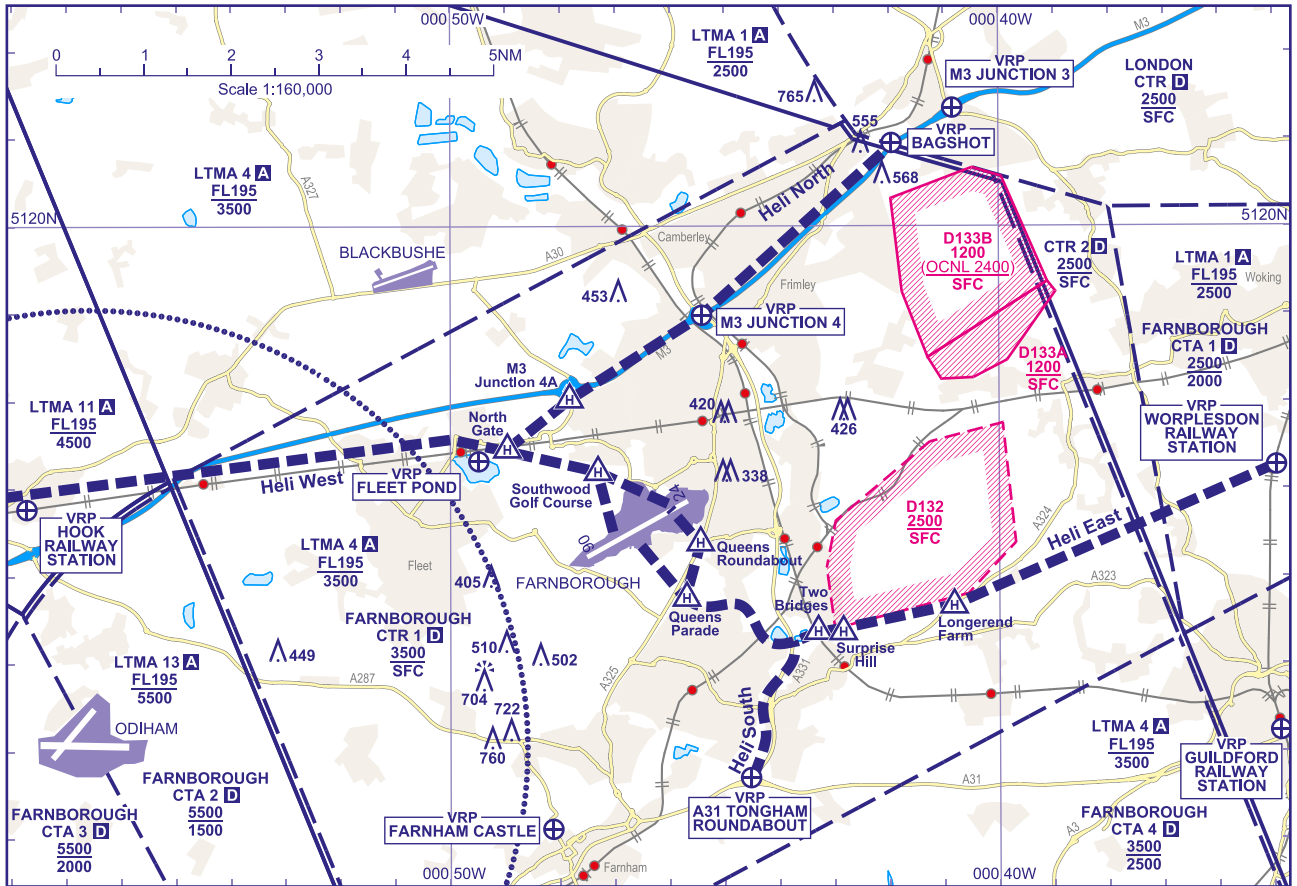 000 50W
000 40W
0 1 2 3 4 5NM
Scale 1:160,000
LTMA 1 A
FL195
2500
765
VRP
M3 JUNCTION 3
M3
LONDON
CTR D
2500
SFC
555
VRP
BAGSHOT
568
LTMA 4 A
FL195
3500
A327
5120N
5120N
Heli North
Camberley
BLACKBUSHE
A30
D133B
1200
(OCNL 2400)
SFC
CTR 2 D
2500
SFC
LTMA 1 A
FL195
2500
Woking
453
Frimley
VRP
M3 JUNCTION 4
M3
FARNBOROUGH
CTA 1 D
2500
2000
D133A
1200
SFC
M3
Junction 4A
LTMA 11 A
FL195
4500
North
Gate
420
426
VRP
WORPLESDON
RAILWAY
STATION
Heli West
VRP
FLEET POND
Southwood
Golf Course
338
24
06
D132
2500
SFC
A324
Heli East
VRP
HOOK
RAILWAY
STATION
LTMA 4 A
FL195
3500
Fleet
405
FARNBOROUGH
Queens
Roundabout
Two
Bridges
A323
Queens
Parade
Longerend
Farm
Surprise
Hill
FARNBOROUGH
CTR 1 D
3500
SFC
510
502
449
A287
704
722
760
A325
A331
LTMA 13 A
FL195
5500
ODIHAM
Heli South
LTMA 4 A
FL195
3500
VRP
GUILDFORD
RAILWAY
STATION
FARNBOROUGH
CTA 2 D
5500
1500
FARNBOROUGH
CTA 3 D
5500
2000
A31
VRP
A31 TONGHAM
ROUNDABOUT
VRP
FARNHAM CASTLE
A3
FARNBOROUGH
CTA 4 D
3500
2500
Farnham
000 50W
000 40W
H
H
H
H
H
H
H
H